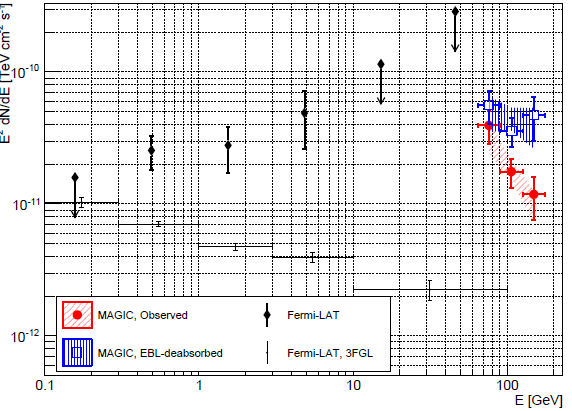 E² dN/dE [TeV cm⁻² s⁻¹]
10⁻¹⁰
10⁻¹¹
10⁻¹²
MAGIC, Observed
Fermi-LAT
MAGIC, EBL-deabsorbed
Fermi-LAT, 3FGL
0.1
1
10
100
E [GeV]